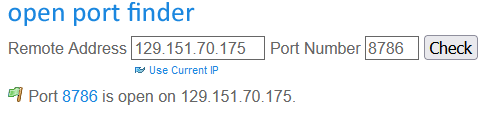 open port finder
Remote Address 129.151.70.175 Port Number 8786 Check
Use Current IP
Port 8786 is open on 129.151.70.175.